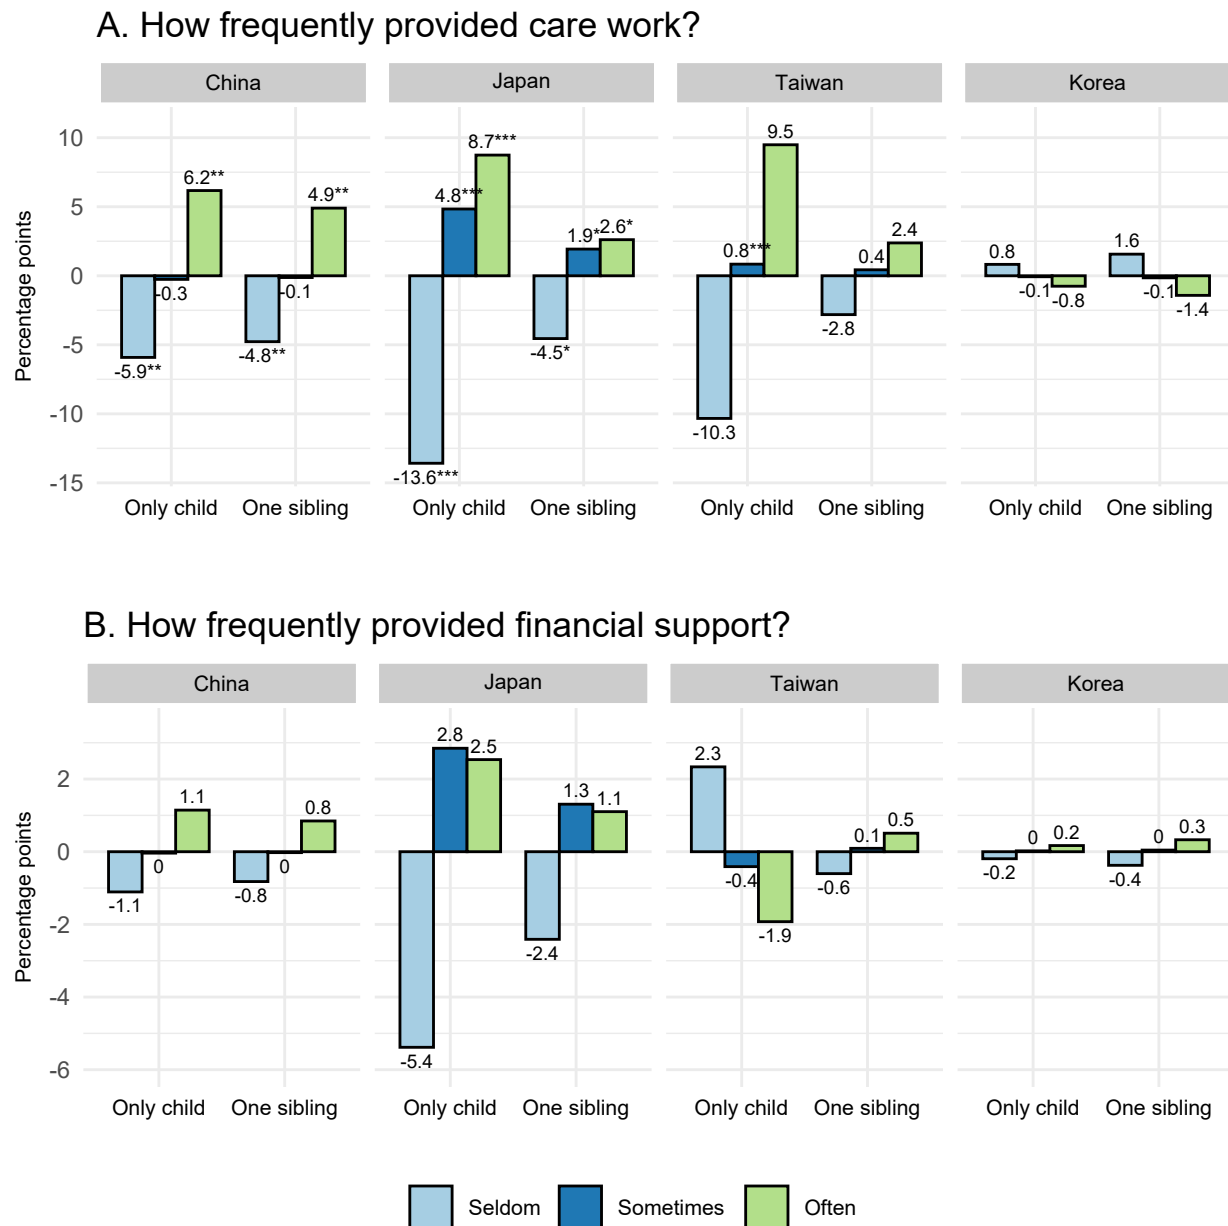 A. How frequently provided care work?
China Japan Taiwan Korea
Percentage points
10
5
0
-5
-10
-15
-5.9** -0.3 6.2** -4.8** -0.1 4.9**
-13.6*** 4.8*** 8.7*** -4.5* 1.9* 2.6*
-10.3 0.8*** 9.5 -2.8 0.4 2.4
0.8 -0.1 -0.8 1.6 -0.1 -1.4
Only child One sibling Only child One sibling Only child One sibling Only child One sibling
B. How frequently provided financial support?
China Japan Taiwan Korea
Percentage points
2
0
-2
-4
-6
-1.1 0 1.1 -0.8 0 0.8
-5.4 2.8 2.5 -2.4 1.3 1.1
2.3 -0.4 -1.9 -0.6 0.1 0.5
-0.2 0 0.2 -0.4 0 0.3
Only child One sibling Only child One sibling Only child One sibling Only child One sibling
Seldom Sometimes Often